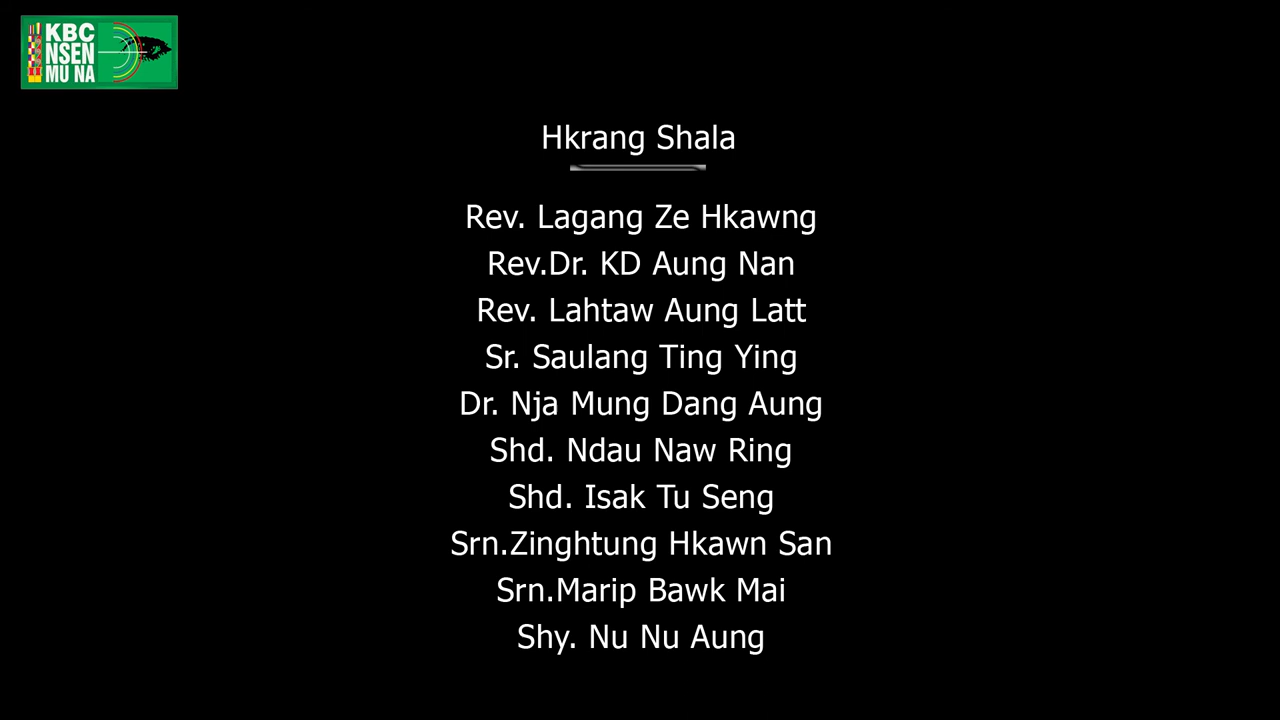 KBC
NSEN
MU NA
Hkrang Shala
Rev. Lagang Ze Hkawng
Rev.Dr. KD Aung Nan
Rev. Lahtaw Aung Latt
Sr. Saulang Ting Ying
Dr. Nja Mung Dang Aung
Shd. Ndau Naw Ring
Shd. Isak Tu Seng
Srn.Zinghtung Hkawn San
Srn.Marip Bawk Mai
Shy. Nu Nu Aung